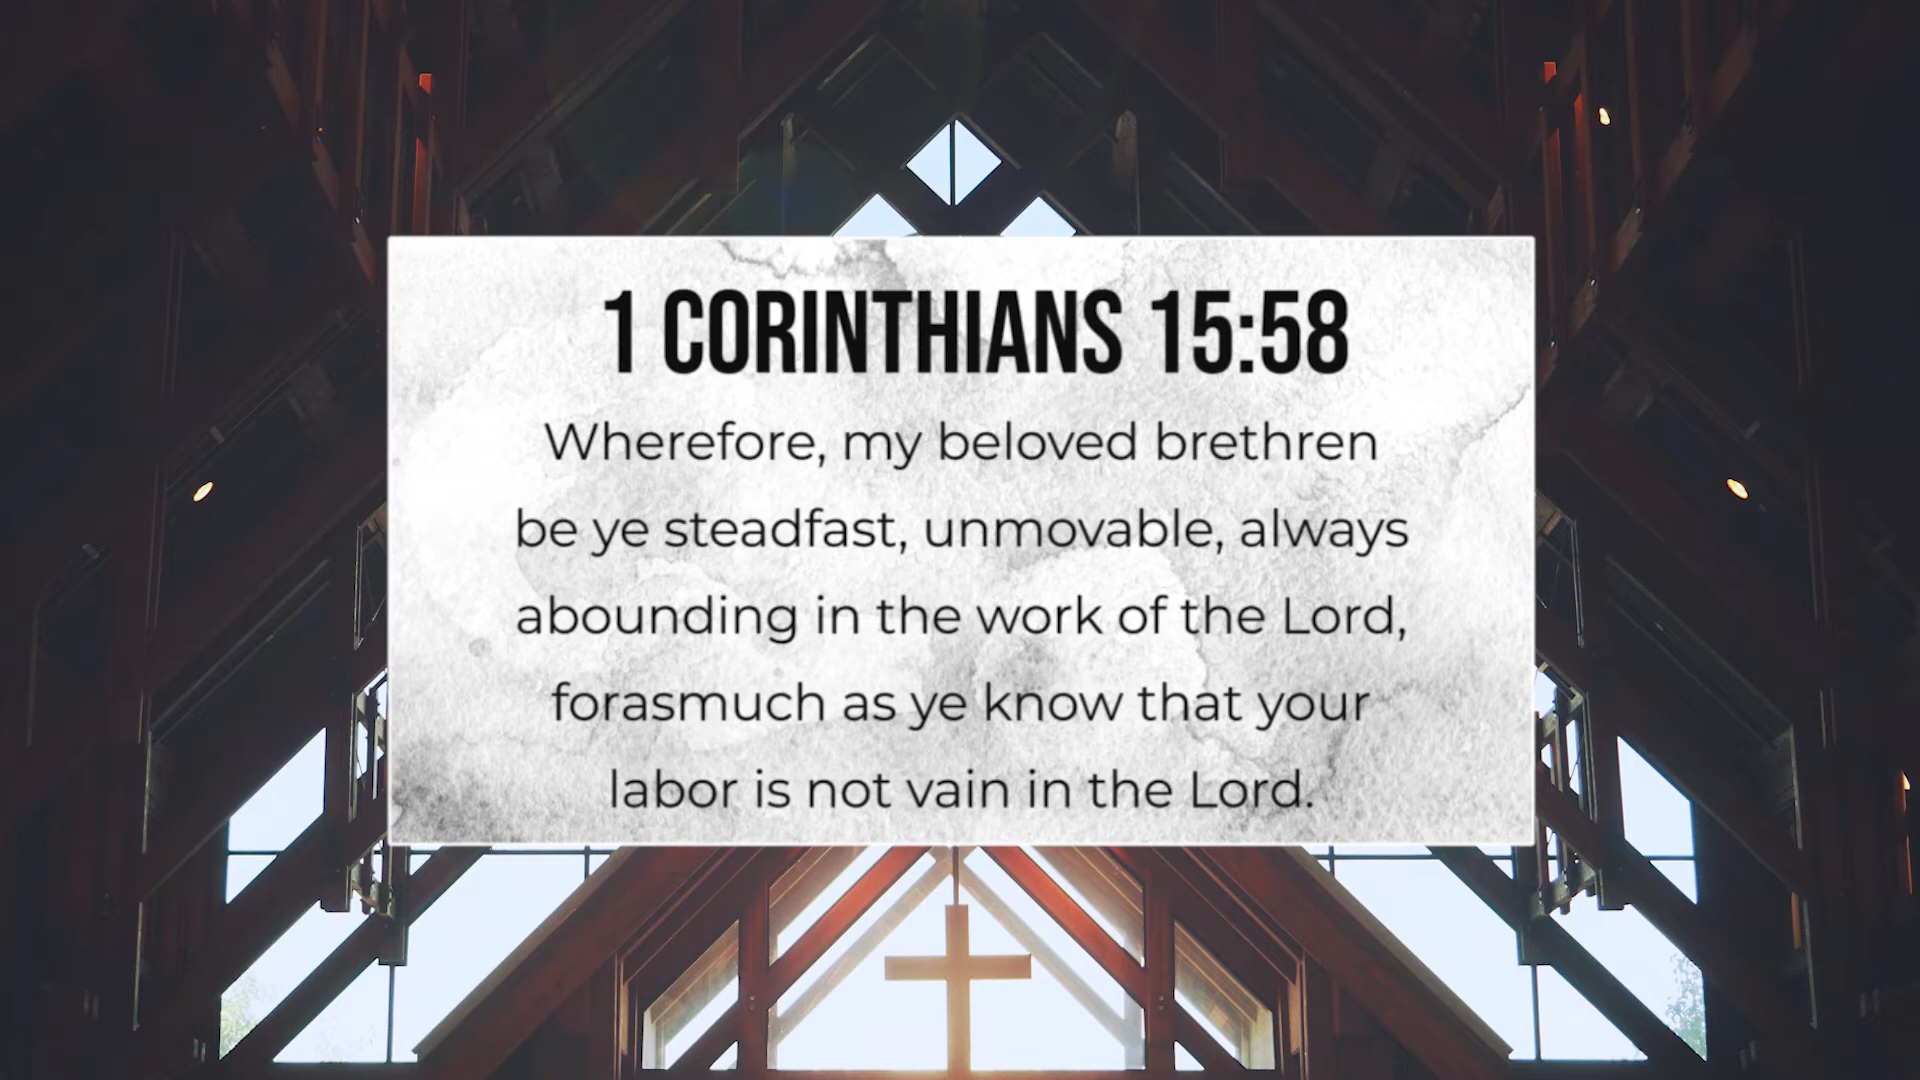 1 CORINTHIANS 15:58
Wherefore, my beloved brethren
be ye steadfast, unmovable, always
abounding in the work of the Lord,
forasmuch as ye know that your
labor is not vain in the Lord.